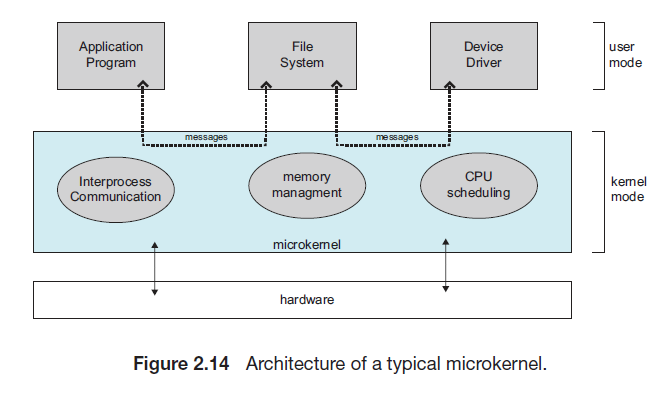 Application
Program
File
System
Device
Driver
user
mode
messages
messages
Interprocess
Communication
memory
managment
CPU
scheduling
kernel
mode
microkernel
hardware
Figure 2.14 Architecture of a typical microkernel.